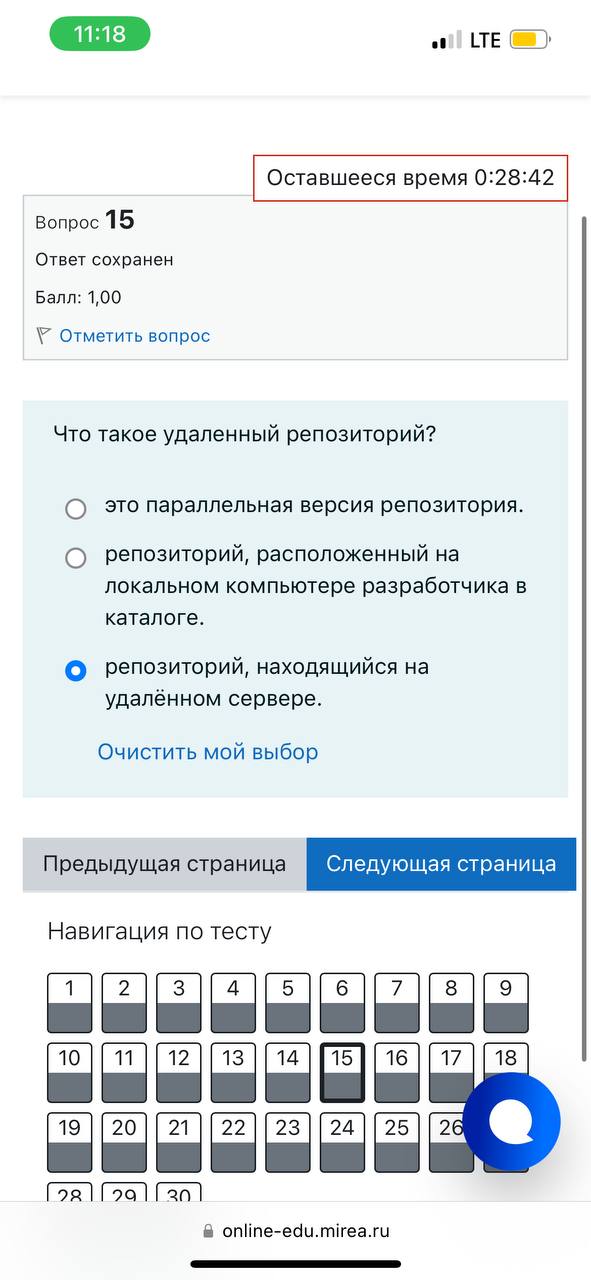 11:18
LTE
Оставшееся время 0:28:42
Вопрос 15
Ответ сохранен
Балл: 1,00
Отметить вопрос
Что такое удаленный репозиторий?
это параллельная версия репозитория.
репозиторий, расположенный на
локальном компьютере разработчика в
каталоге.
репозиторий, находящийся на
удалённом сервере.
Очистить мой выбор
Предыдущая страница
Следующая страница
Навигация по тесту
1 2 3 4 5 6 7 8 9
10 11 12 13 14 15 16 17 18
19 20 21 22 23 24 25 26
28 29 30
online-edu.mirea.ru